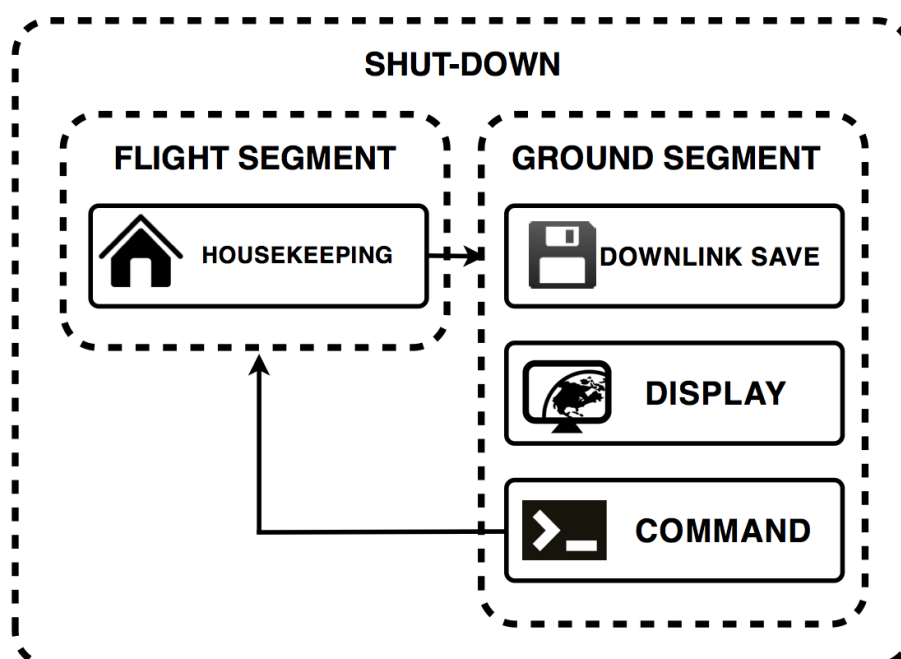 SHUT-DOWN
FLIGHT SEGMENT
HOUSEKEEPING
GROUND SEGMENT
DOWNLINK SAVE
DISPLAY
COMMAND